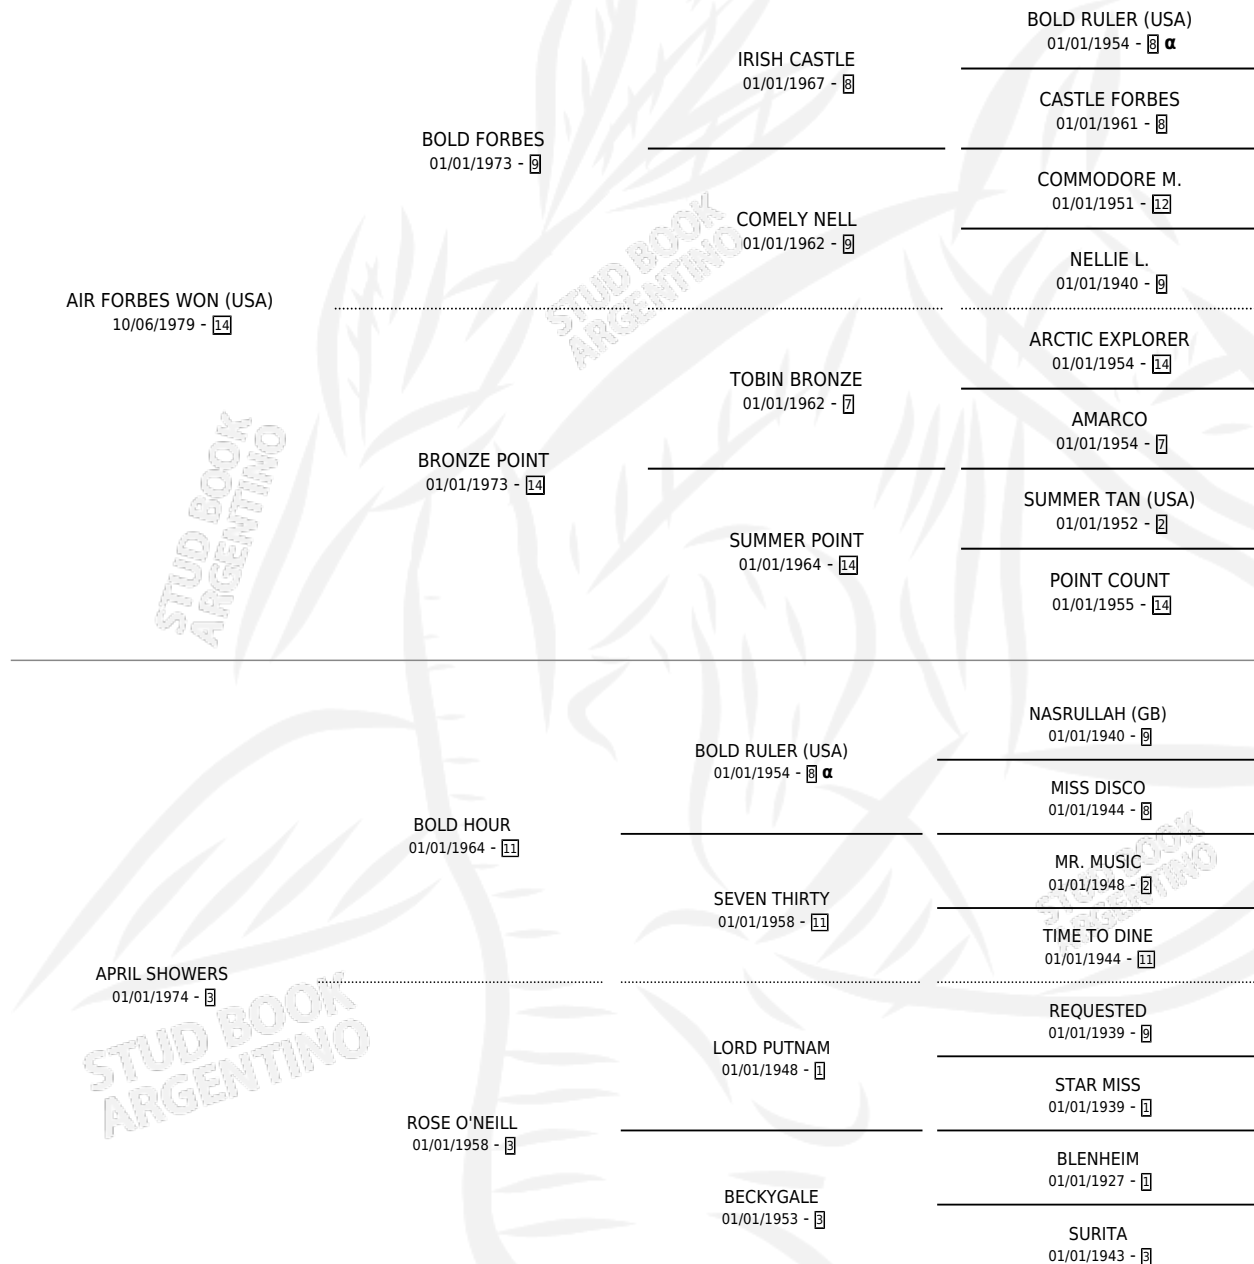 BOLD RULER (USA)
01/01/1954 - 8 α
IRISH CASTLE
01/01/1967 - 8
CASTLE FORBES
01/01/1961 - 8
BOLD FORBES
01/01/1973 - 9
COMMODORE M.
01/01/1951 - 12
COMELY NELL
01/01/1962 - 9
NELLIE L.
01/01/1940 - 9
AIR FORBES WON (USA)
10/06/1979 - 14
ARCTIC EXPLORER
01/01/1954 - 14
TOBIN BRONZE
01/01/1962 - 7
AMARCO
01/01/1954 - 7
BRONZE POINT
01/01/1973 - 14
SUMMER TAN (USA)
01/01/1952 - 2
SUMMER POINT
01/01/1964 - 14
POINT COUNT
01/01/1955 - 14
STUD BOOK
ARGENTINO
STUD BOOK
ARGENTINO
NASRULLAH (GB)
01/01/1940 - 9
BOLD RULER (USA)
01/01/1954 - 8 α
MISS DISCO
01/01/1944 - 8
BOLD HOUR
01/01/1964 - 11
MR. MUSIC
01/01/1948 - 2
SEVEN THIRTY
01/01/1958 - 11
TIME TO DINE
01/01/1944 - 11
STUD BOOK
ARGENTINO
APRIL SHOWERS
01/01/1974 - 3
REQUESTED
01/01/1939 - 9
LORD PUTNAM
01/01/1948 - 1
STAR MISS
01/01/1939 - 1
ROSE O'NEILL
01/01/1958 - 3
BLENHEIM
01/01/1927 - 1
BECKYGALE
01/01/1953 - 3
SURITA
01/01/1943 - 3
STUD BOOK
ARGENTINO